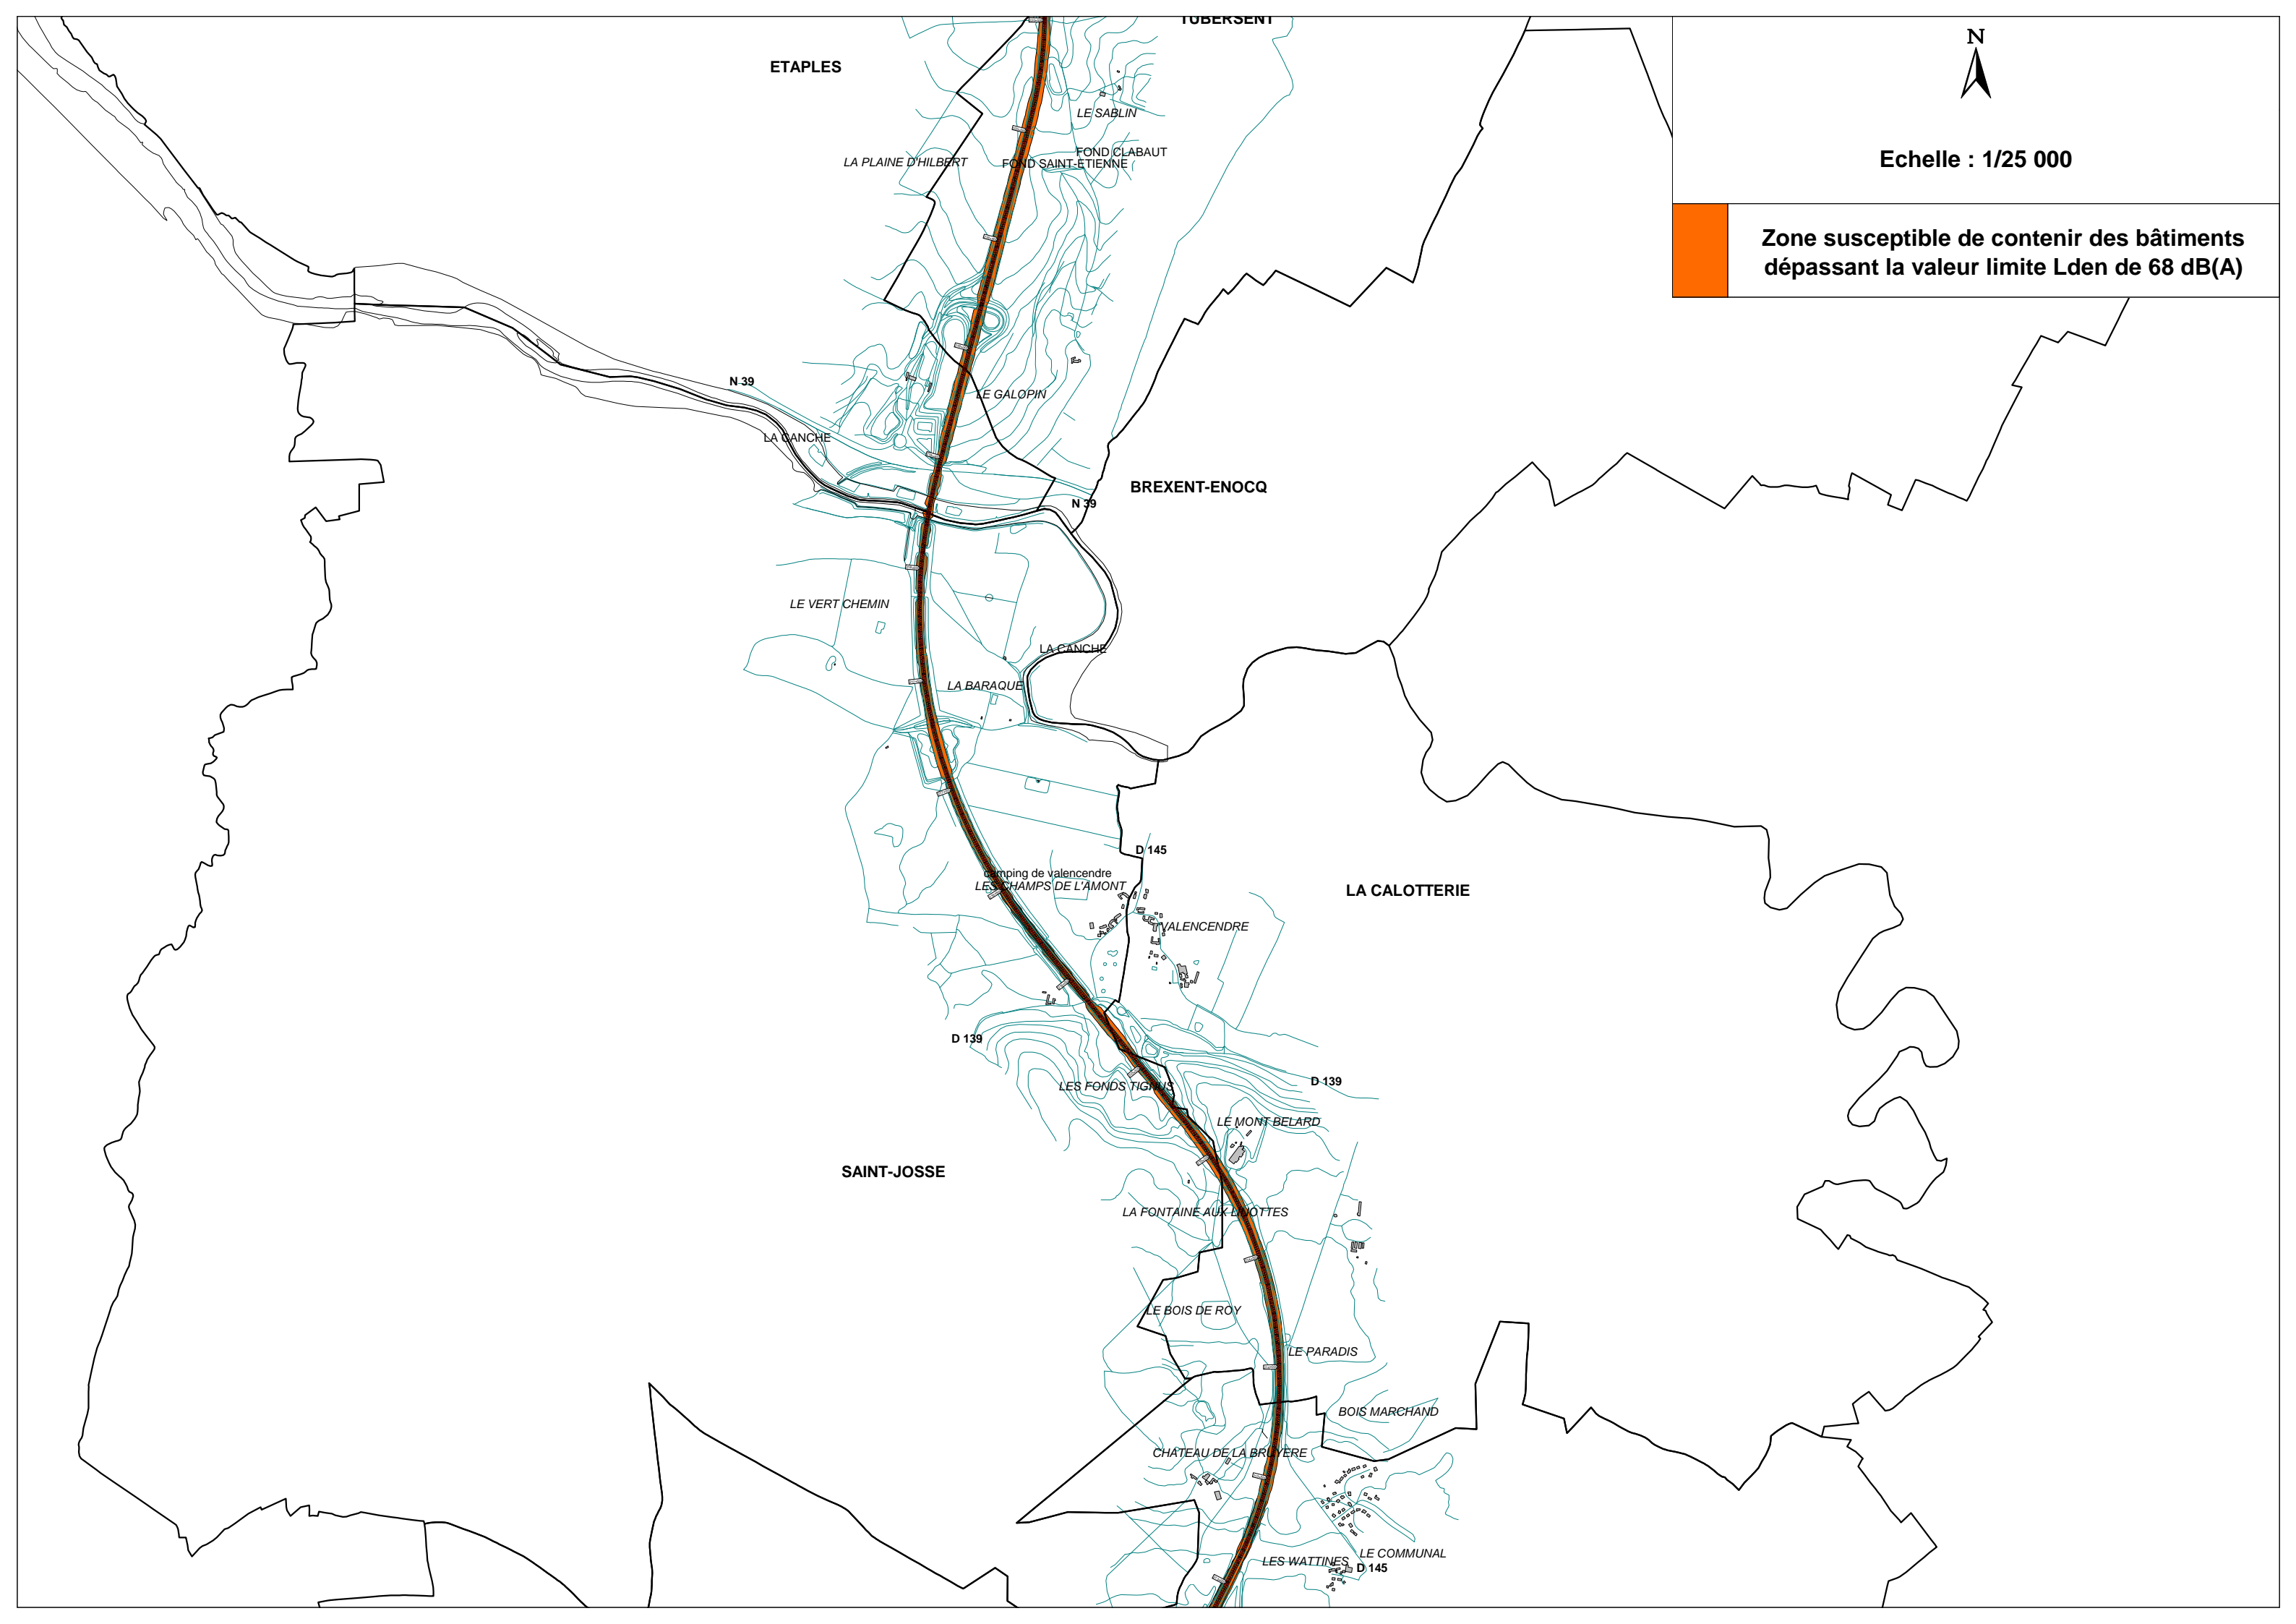 TUBERSENT
N
ETAPLES
LE SABLIN
FOND CLABAUT
LA PLAINE D'HILBERT
FOND SAINT-ETIENNE
Echelle : 1/25 000
Zone susceptible de contenir des bâtiments
dépassant la valeur limite Lden de 68 dB(A)
N 39
LE GALOPIN
LA CANCHE
BREXENT-ENOCQ
N 39
LE VERT CHEMIN
LA CANCHE
LA BARAQUE
D 145
camping de valencendre
LES CHAMPS DE L'AMONT
LA CALOTTERIE
VALENCENDRE
D 139
D 139
LES FONDS TIGNUS
LE MONT BELARD
SAINT-JOSSE
LA FONTAINE AUX LINOTTES
LE BOIS DE ROY
LE PARADIS
BOIS MARCHAND
CHATEAU DE LA BRUYERE
LE COMMUNAL
LES WATTINES
D 145